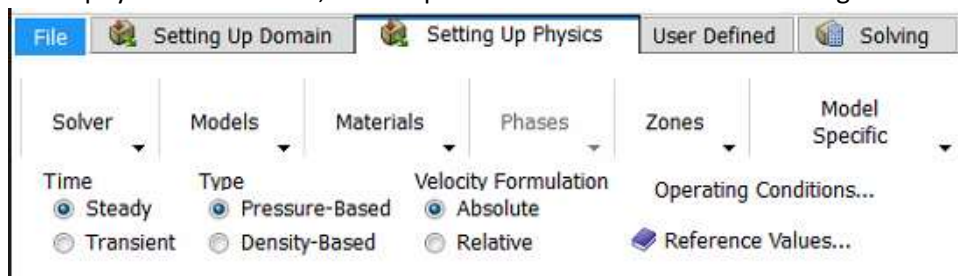 File Setting Up Domain Setting Up Physics User Defined Solving
Solver Models Materials Phases Zones Model Specific
Time Type Velocity Formulation Operating Conditions...
Steady Pressure-Based Absolute
Transient Density-Based Relative Reference Values...